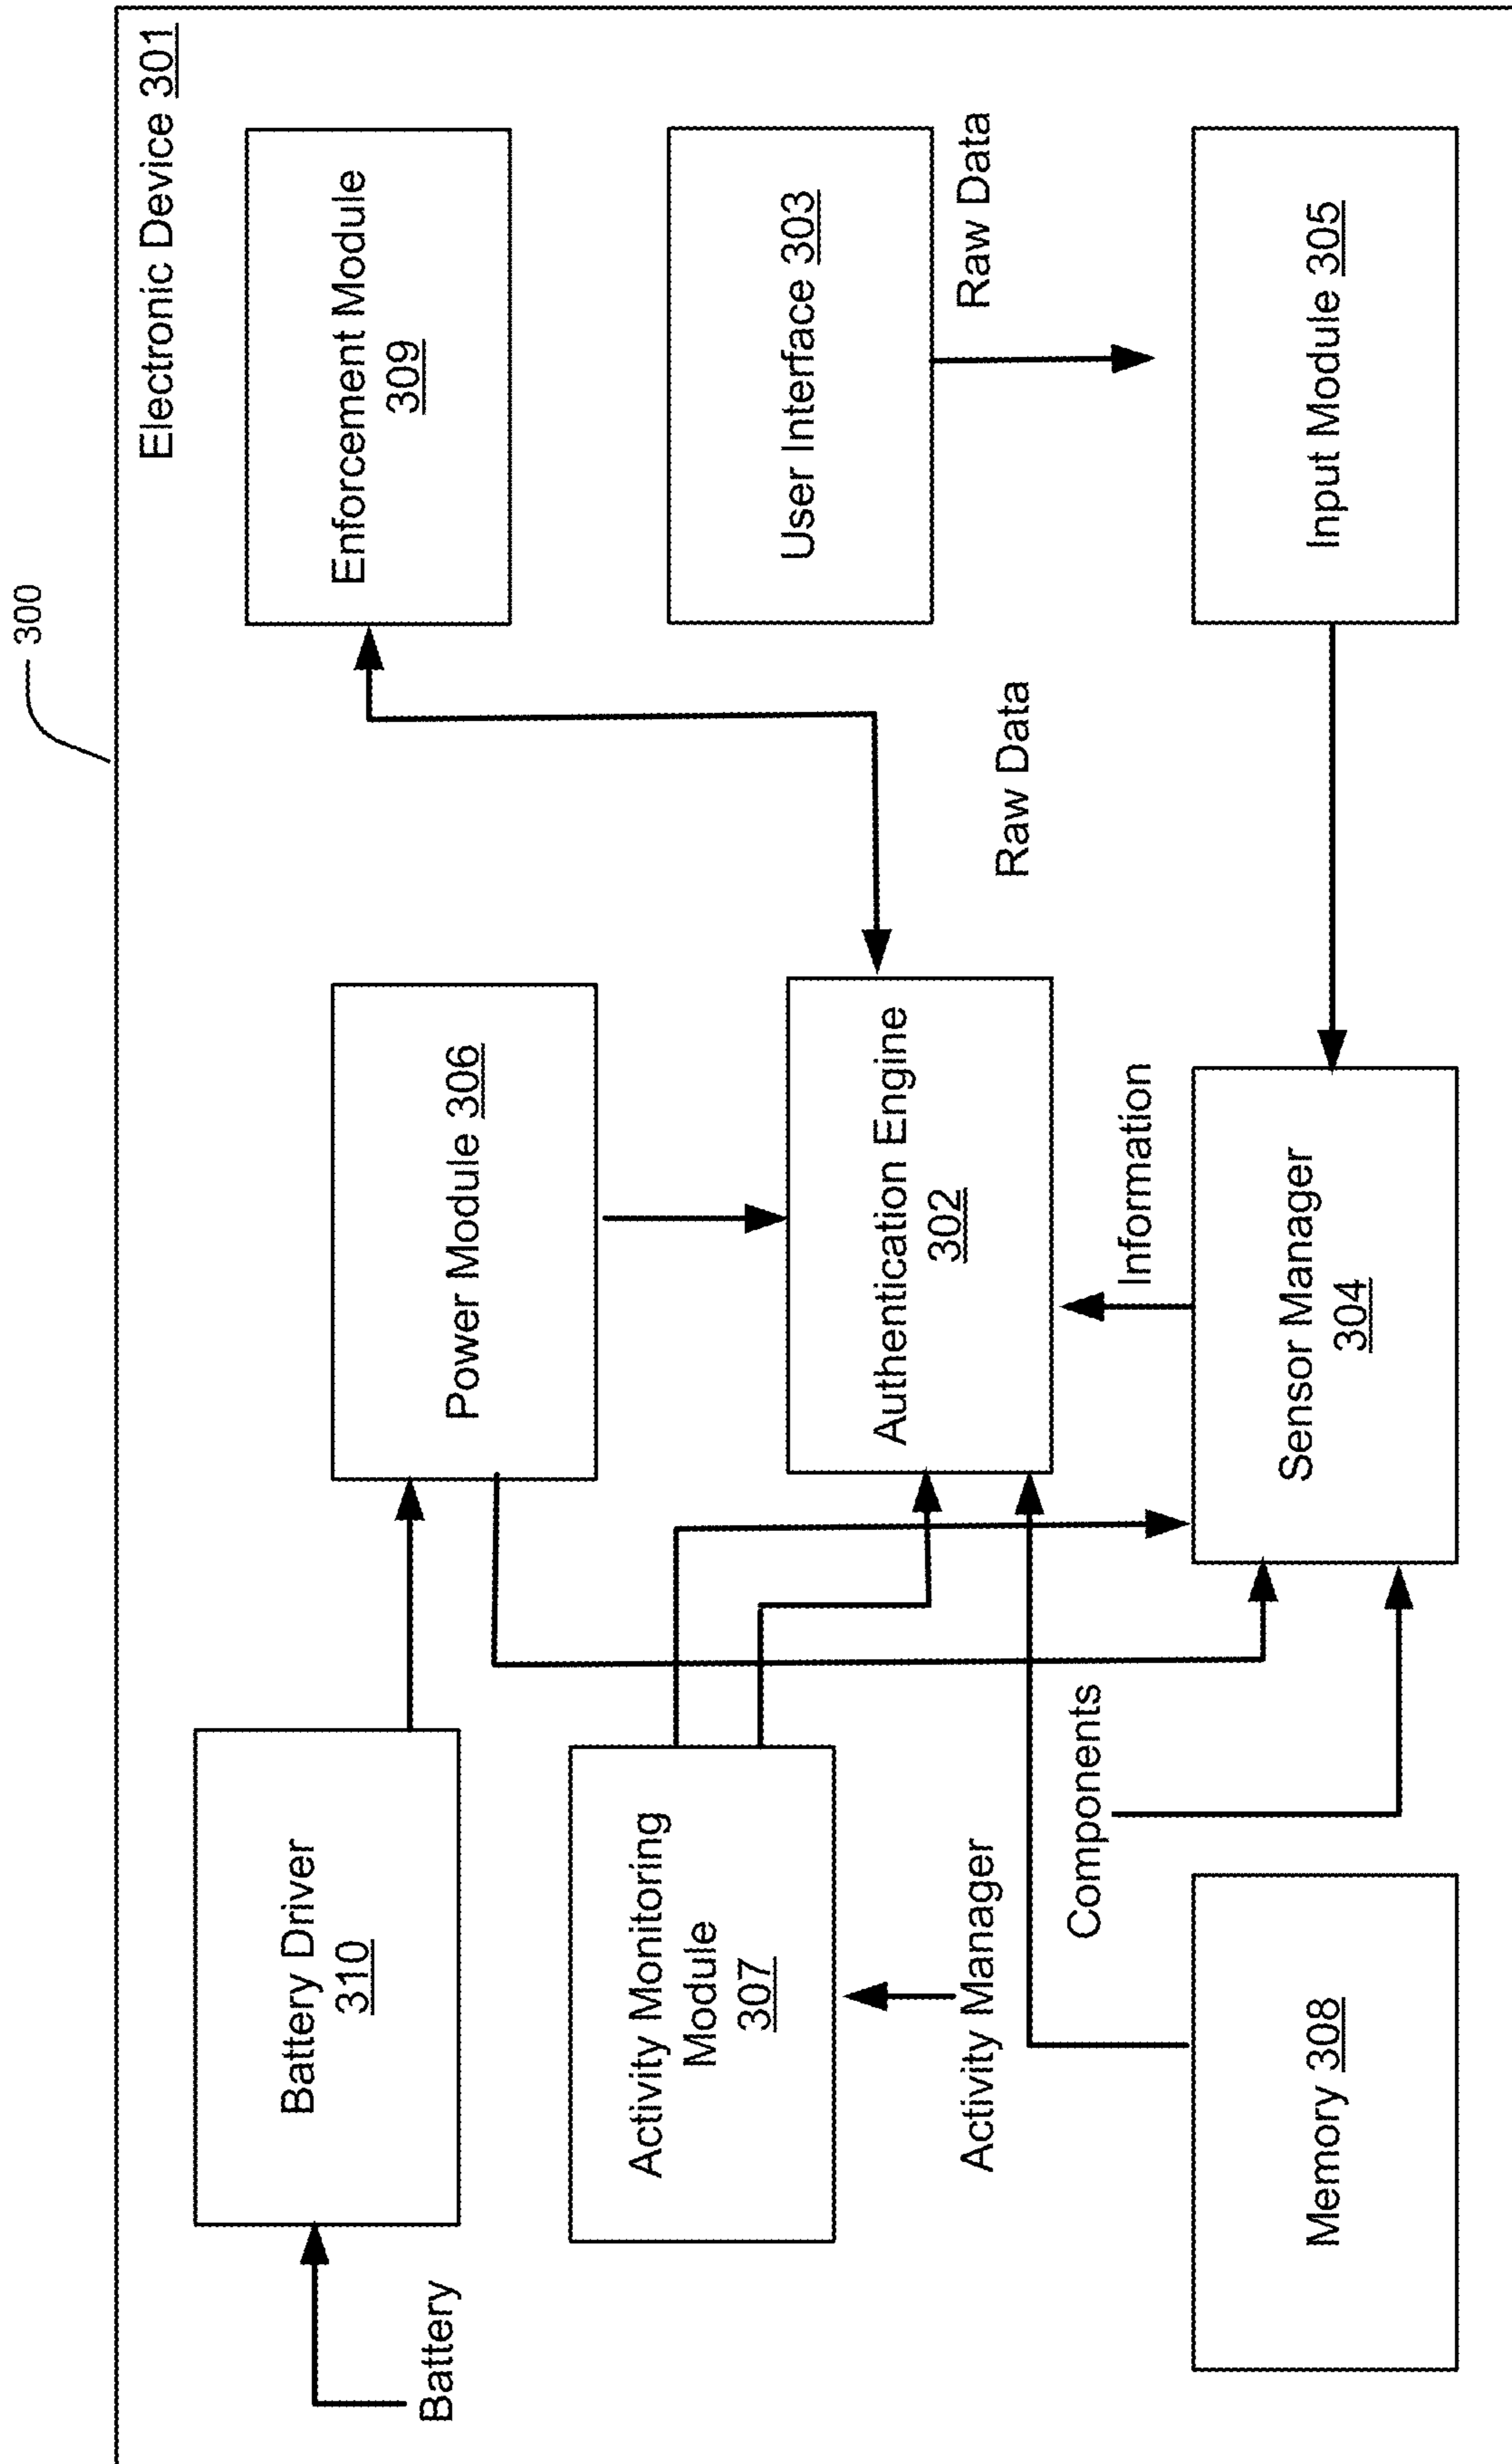 300
Electronic Device 301
Battery
Battery Driver
310
Power Module 306
Enforcement Module
309
Activity Monitoring
Module
307
Activity Manager
Authentication Engine
302
User Interface 303
Raw Data
Raw Data
Components
Information
Memory 308
Sensor Manager
304
Input Module 305